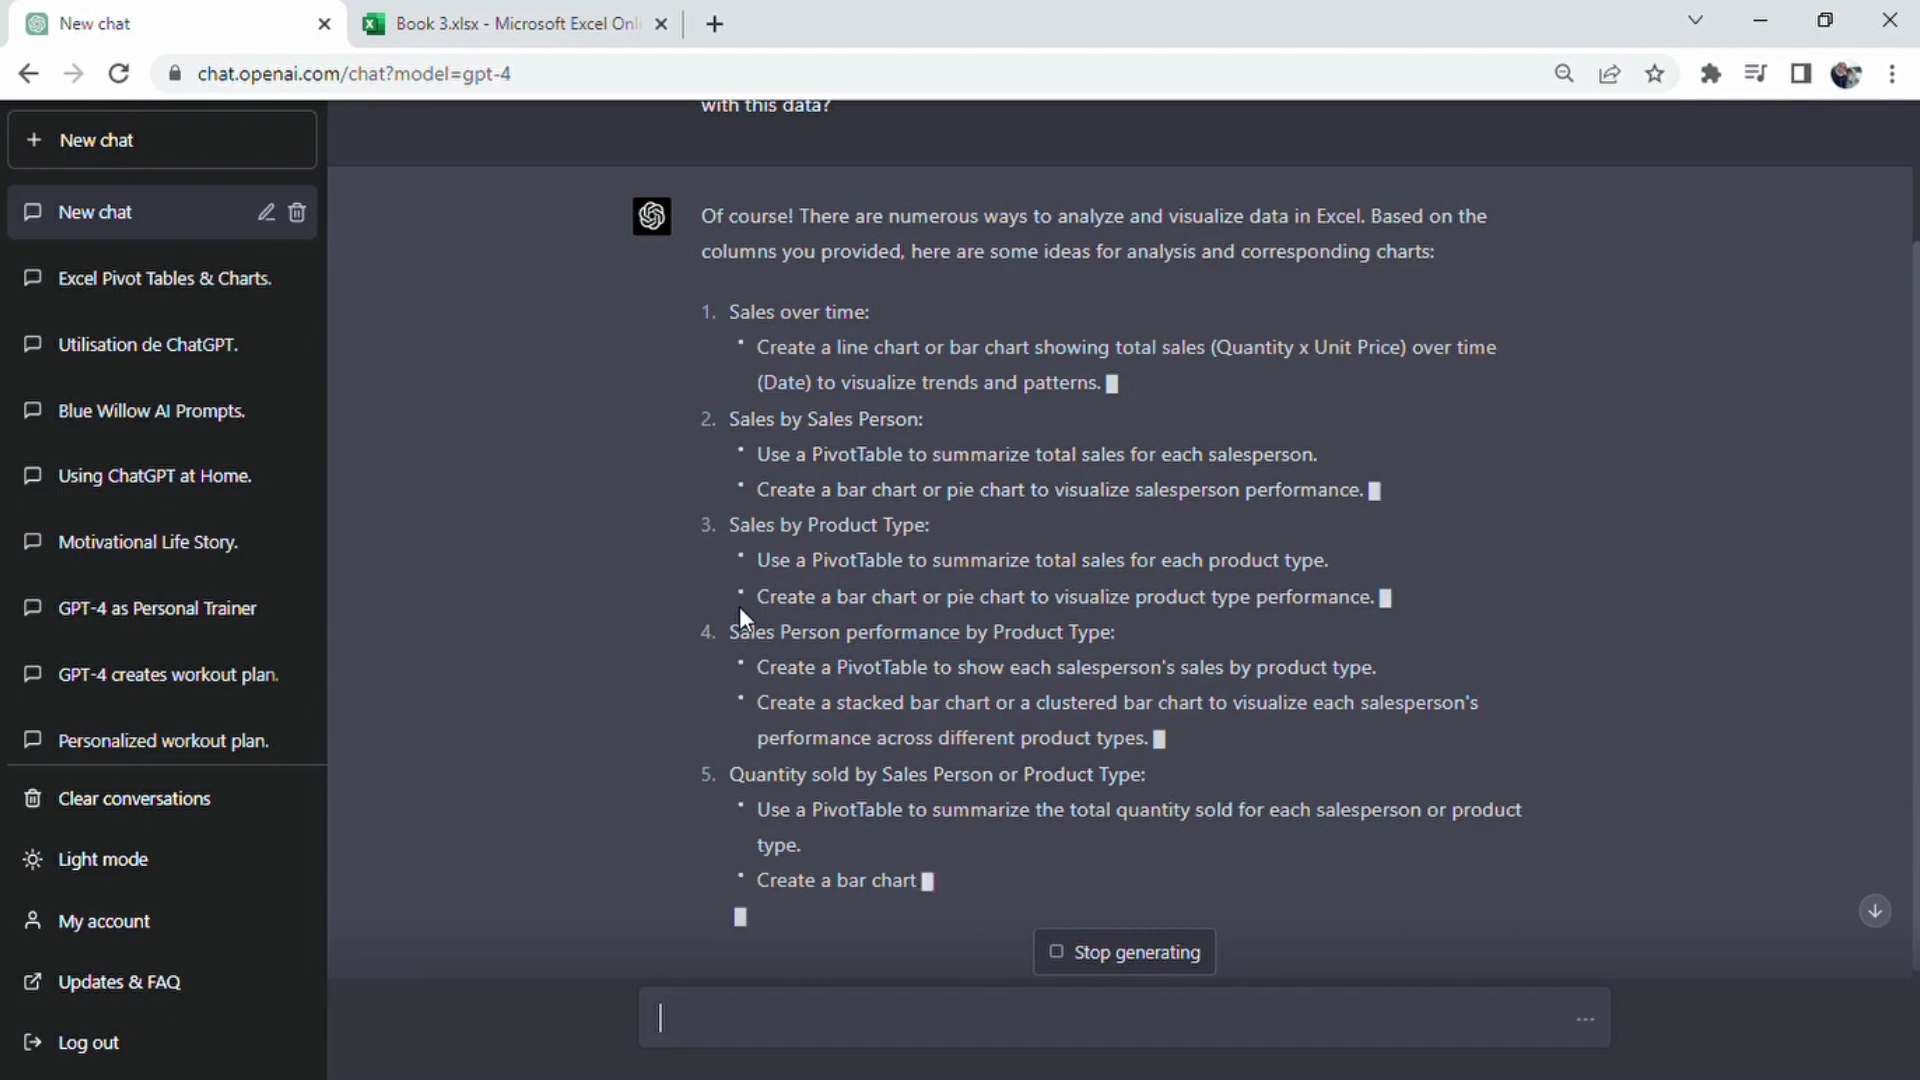 New chat
Book 3.xlsx - Microsoft Excel Onl
chat.openai.com/chat?model=gpt-4
New chat
New chat
Excel Pivot Tables & Charts.
Utilisation de ChatGPT.
Blue Willow AI Prompts.
Using ChatGPT at Home.
Motivational Life Story.
GPT-4 as Personal Trainer
GPT-4 creates workout plan.
Personalized workout plan.
Clear conversations
Light mode
My account
Updates & FAQ
Log out
with this data?
Of course! There are numerous ways to analyze and visualize data in Excel. Based on the
columns you provided, here are some ideas for analysis and corresponding charts:
1. Sales over time:
• Create a line chart or bar chart showing total sales (Quantity x Unit Price) over time
(Date) to visualize trends and patterns.
2. Sales by Sales Person:
• Use a PivotTable to summarize total sales for each salesperson.
• Create a bar chart or pie chart to visualize salesperson performance.
3. Sales by Product Type:
• Use a PivotTable to summarize total sales for each product type.
• Create a bar chart or pie chart to visualize product type performance.
4. Sales Person performance by Product Type:
• Create a PivotTable to show each salesperson's sales by product type.
• Create a stacked bar chart or a clustered bar chart to visualize each salesperson's
performance across different product types.
5. Quantity sold by Sales Person or Product Type:
• Use a PivotTable to summarize the total quantity sold for each salesperson or product
type.
• Create a bar chart
Stop generating